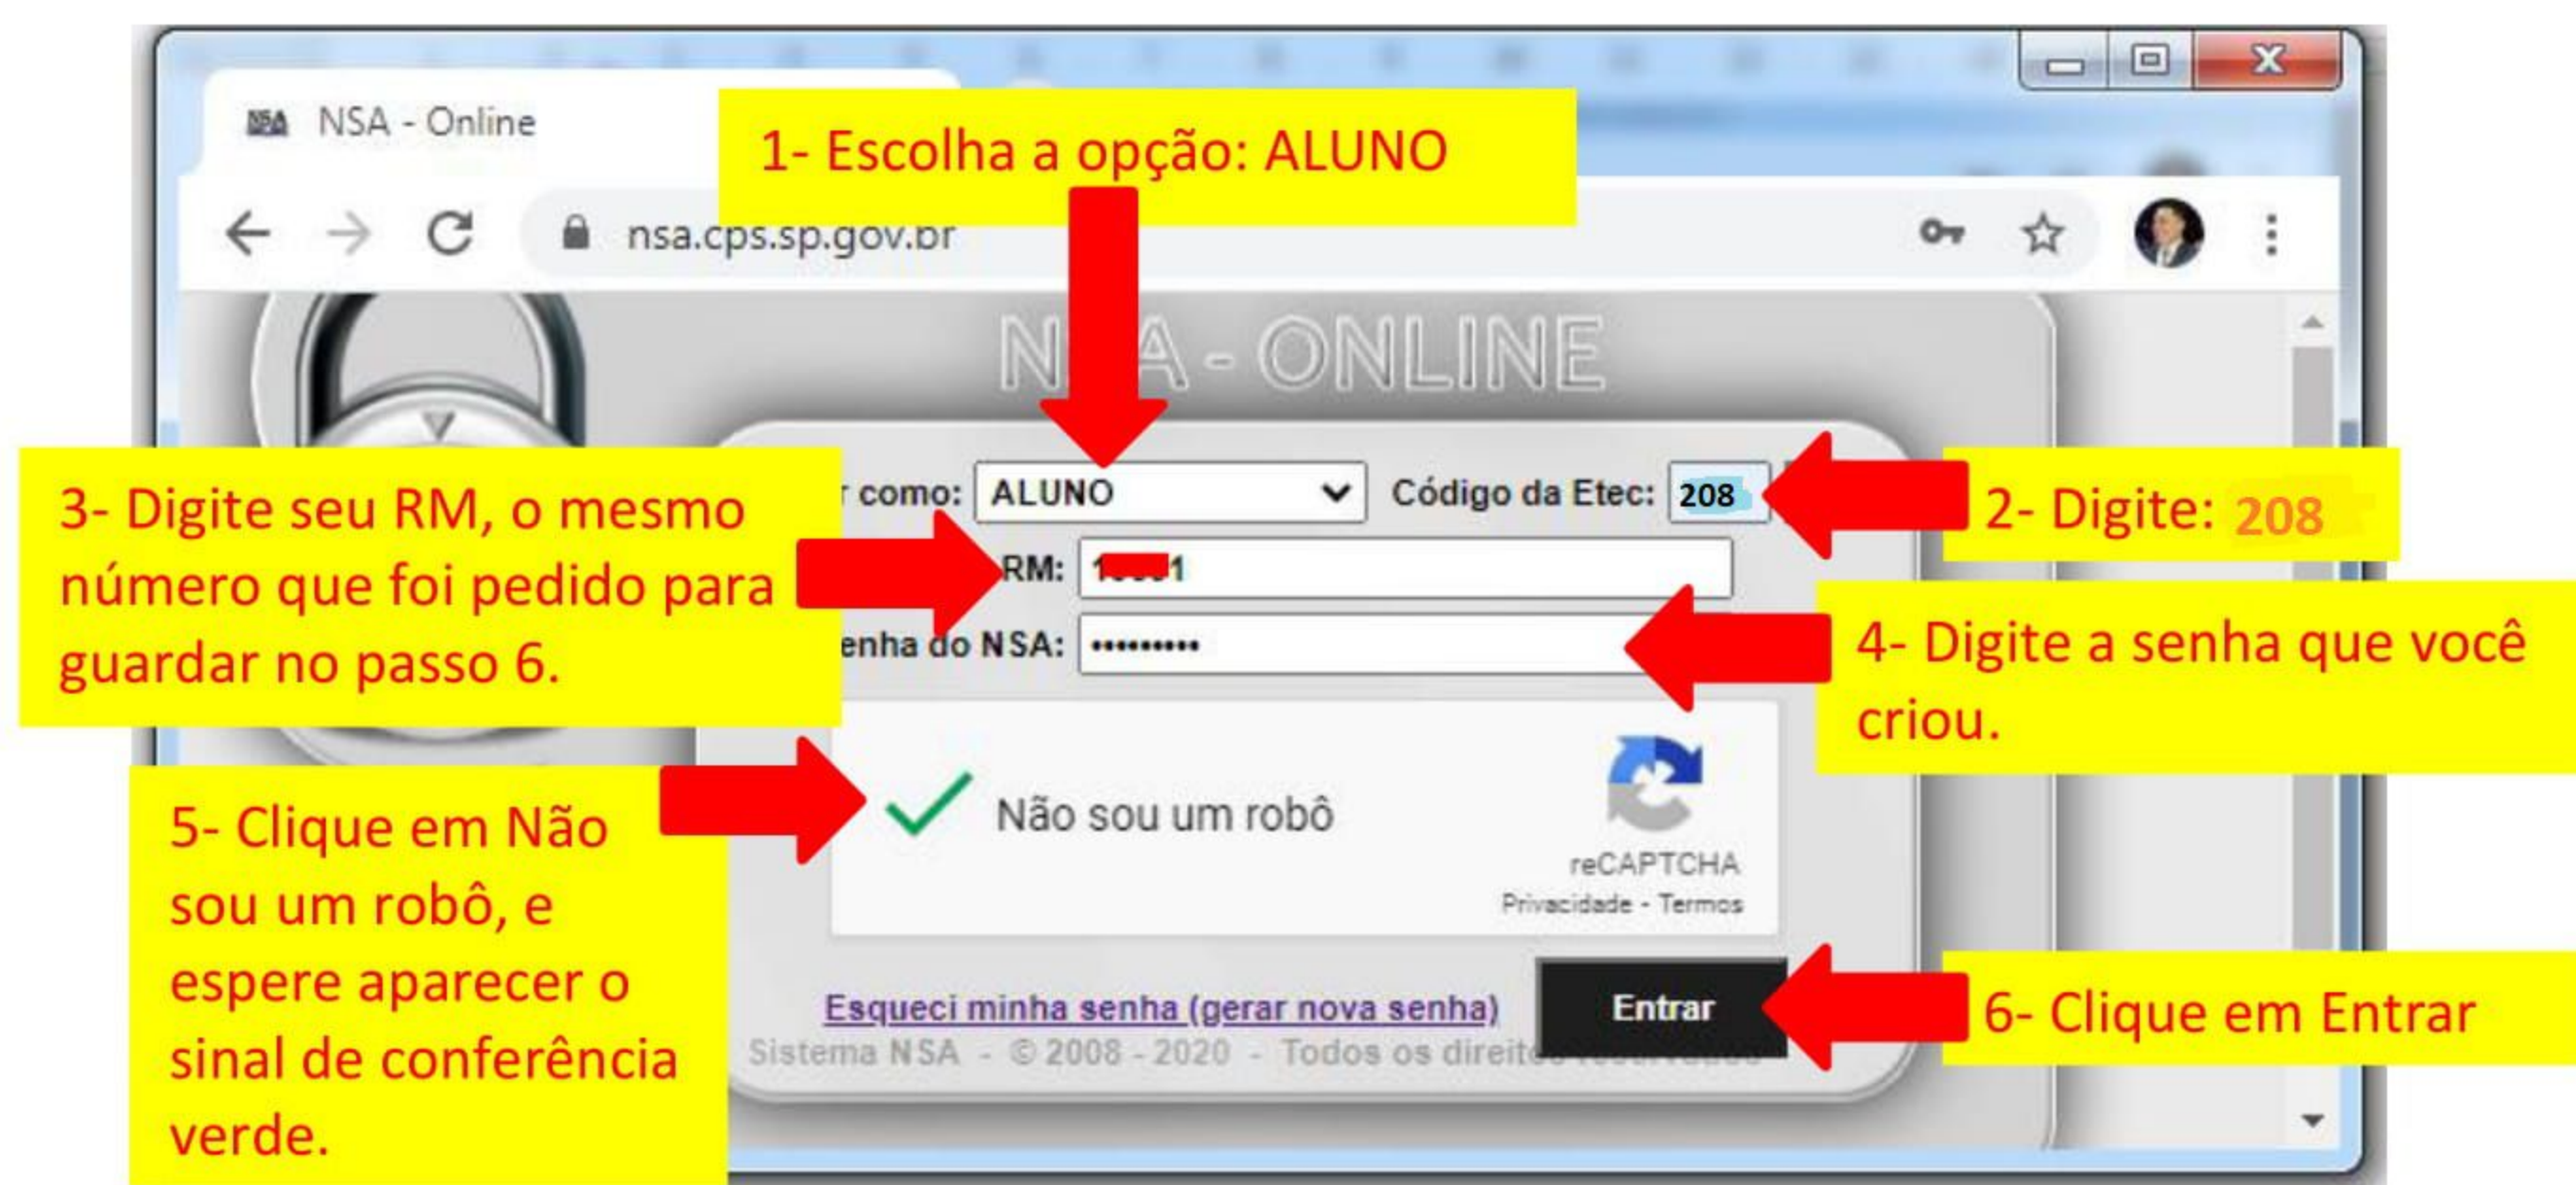 NSA NSA - Online
1- Escolha a opção: ALUNO
nsa.cps.sp.gov.br
NSA - ONLINE
3- Digite seu RM, o mesmo
número que foi pedido para
guardar no passo 6.
como: ALUNO Código da Etec: 208
2- Digite: 208
RM:
enha do NSA: •••••••••
4- Digite a senha que você
criou.
5- Clique em Não
sou um robô, e
espere aparecer o
sinal de conferência
verde.
Não sou um robô
reCAPTCHA
Privacidade - Termos
Esqueci minha senha (gerar nova senha) Entrar
6- Clique em Entrar
Sistema NSA - © 2008 - 2020 - Todos os